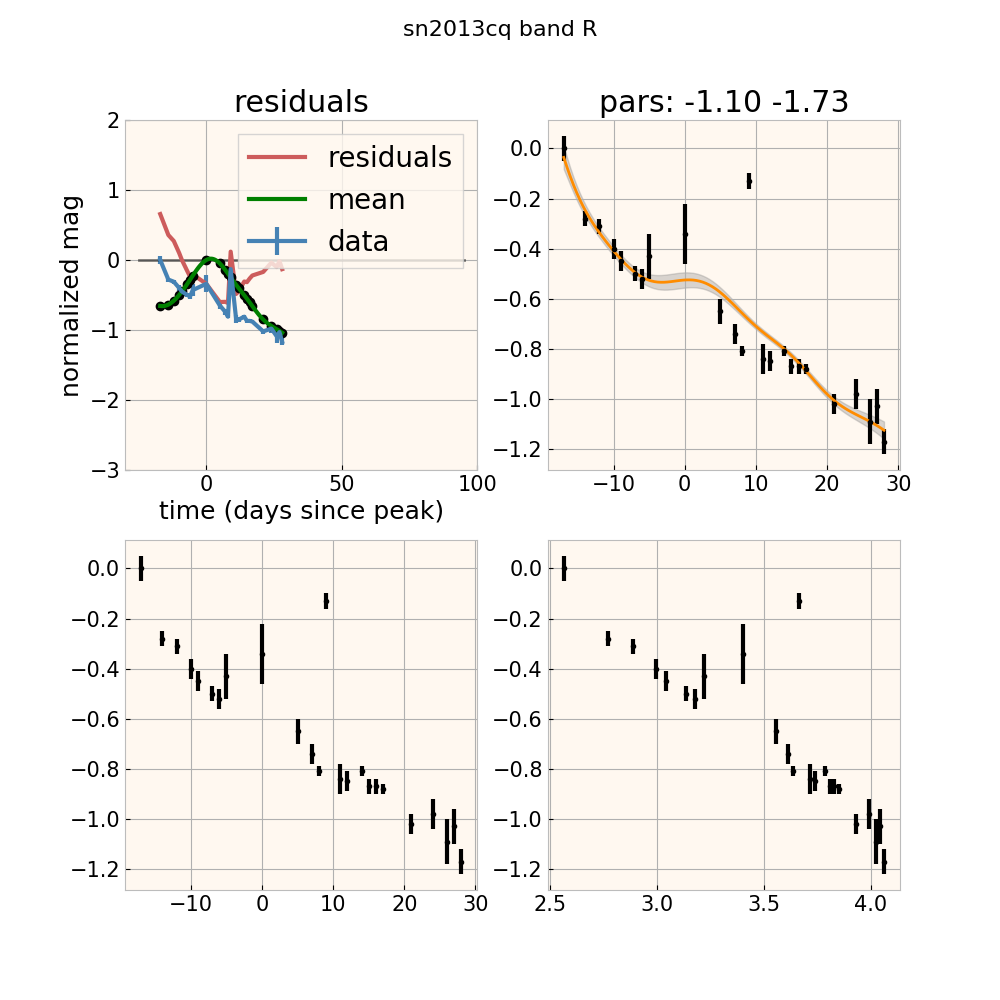 sn2013cq band R
residuals
pars: -1.10 -1.73
residuals
mean
data
normalized mag
2
1
0
−1
−2
−3
0 50 100
time (days since peak)
0.0
−0.2
−0.4
−0.6
−0.8
−1.0
−1.2
−10 0 10 20 30
0.0
−0.2
−0.4
−0.6
−0.8
−1.0
−1.2
−10 0 10 20 30
0.0
−0.2
−0.4
−0.6
−0.8
−1.0
−1.2
2.5 3.0 3.5 4.0